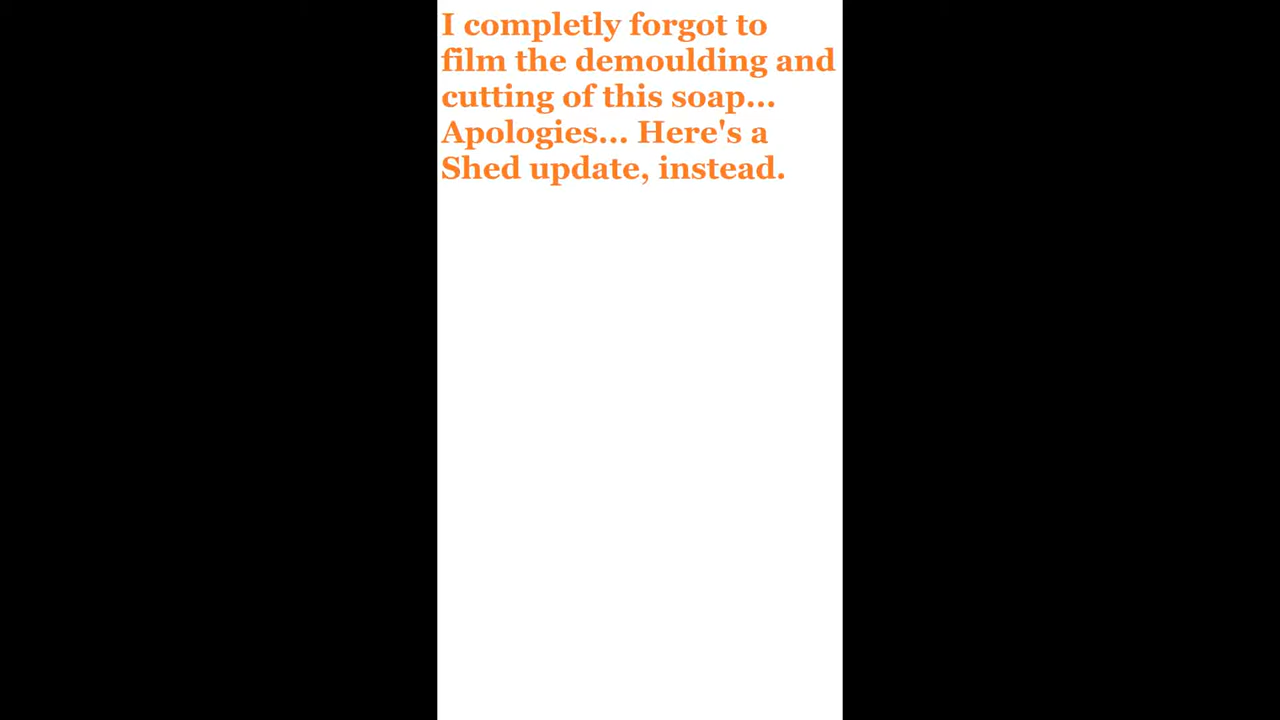 I completly forgot to
film the demoulding and
cutting of this soap...
Apologies... Here's a
Shed update, instead.